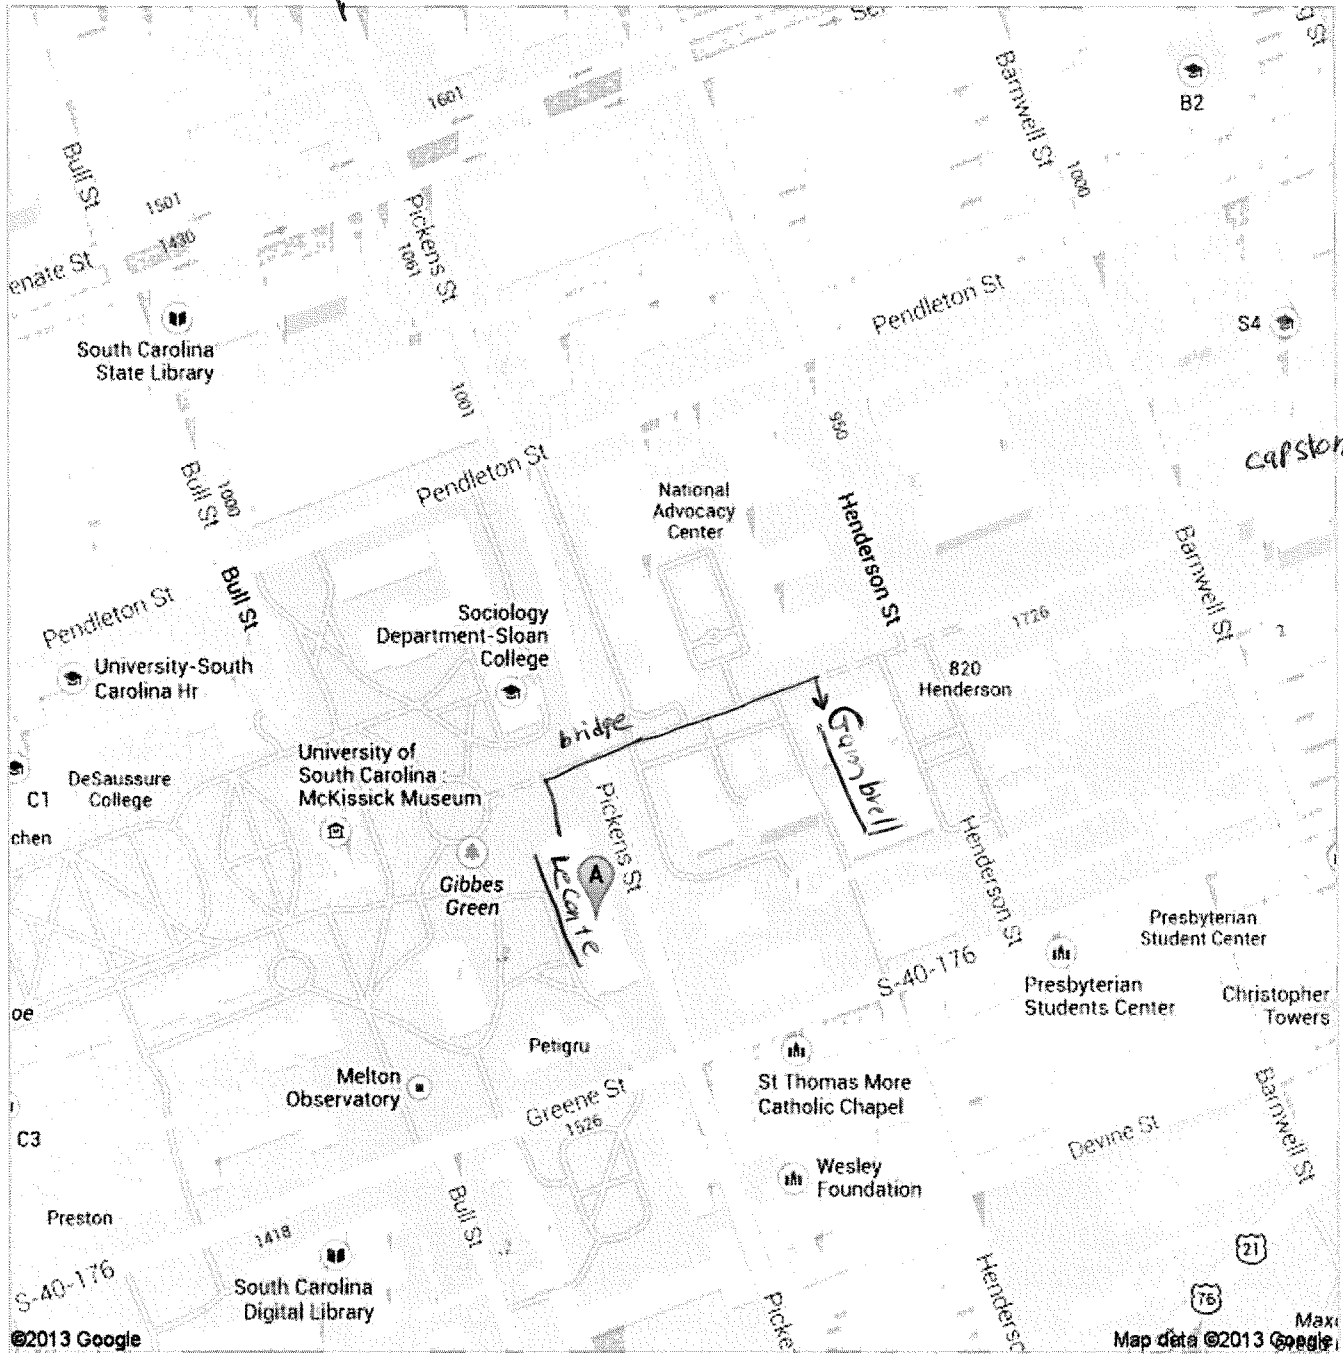 1601
Barnwell St
B2
Bull St
1501
1430
Pickens St
1061
1000
enate St
Pendleton St
South Carolina
State Library
S4
1001
960
capston
Pendleton St
National
Advocacy
Center
Bull St
1000
Henderson St
Barnwell St
Bull St
Pendleton St
Sociology
Department-Sloan
College
1726
2
University-South
Carolina Hr
820
Henderson
bridge
Gambrell
University of
South Carolina
McKissick Museum
DeSaussure
College
C1
chen
Pickens St
Henderson St
Gibbes
Green
LeConte
A
Presbyterian
Student Center
S-40-176
Presbyterian
Students Center
Christopher
Towers
oe
Petigru
Melton
Observatory
St Thomas More
Catholic Chapel
Greene St
1526
Barnwell St
C3
Devine St
Wesley
Foundation
Preston
1418
Bull St
South Carolina
Digital Library
S-40-176
21
76
Henderso
Picke
Max
©2013 Google
Map data ©2013 Google